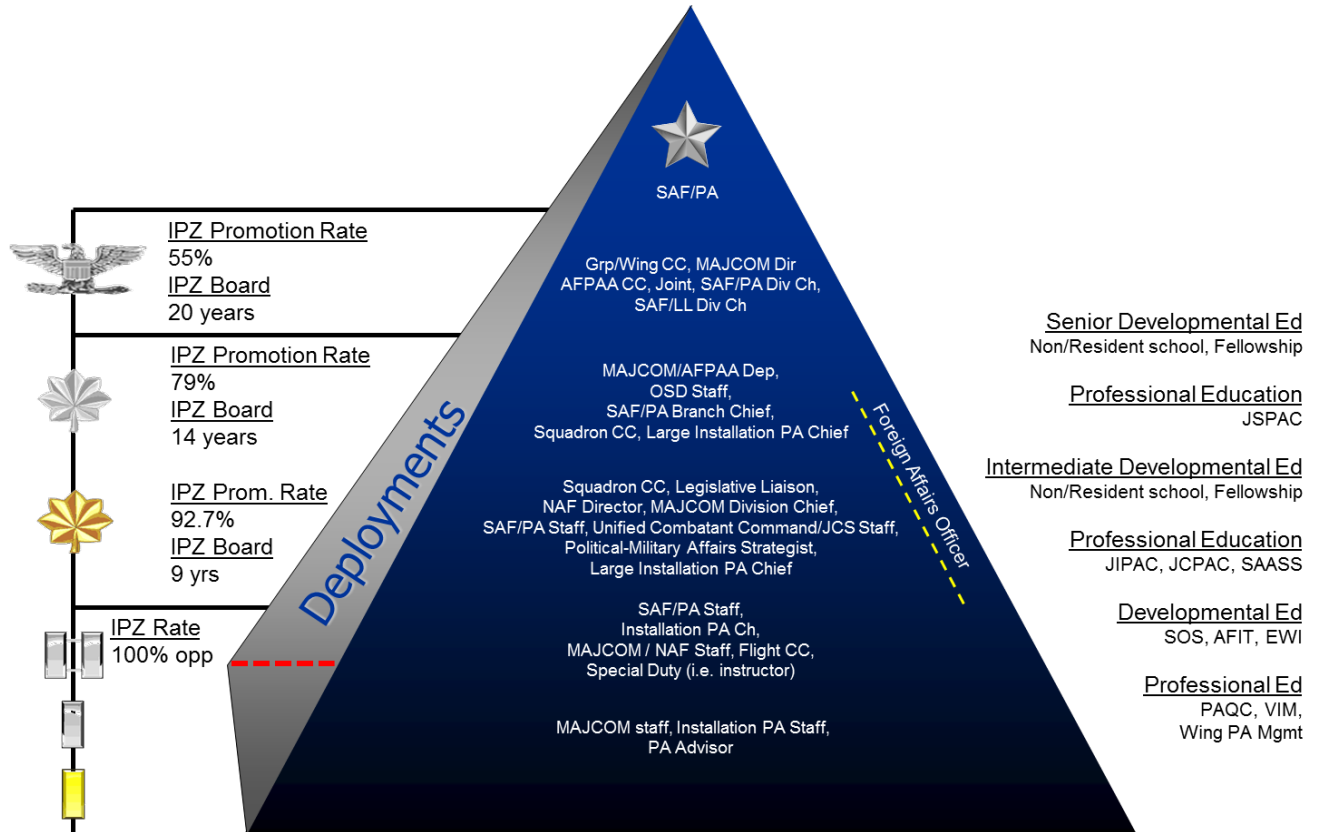 SAF/PA
IPZ Promotion Rate
55%
IPZ Board
20 years
Grp/Wing CC, MAJCOM Dir
AFPAA CC, Joint, SAF/PA Div Ch,
SAF/LL Div Ch
IPZ Promotion Rate
79%
IPZ Board
14 years
MAJCOM/AFPAA Dep,
OSD Staff,
SAF/PA Branch Chief,
Squadron CC, Large Installation PA Chief
IPZ Prom. Rate
92.7%
IPZ Board
9 yrs
Squadron CC, Legislative Liaison,
NAF Director, MAJCOM Division Chief,
SAF/PA Staff, Unified Combatant Command/JCS Staff,
Political-Military Affairs Strategist,
Large Installation PA Chief
IPZ Rate
100% opp
SAF/PA Staff,
Installation PA Ch,
MAJCOM / NAF Staff, Flight CC,
Special Duty (i.e. instructor)
MAJCOM staff, Installation PA Staff,
PA Advisor
Deployments
Foreign Affairs Officer
Senior Developmental Ed
Non/Resident school, Fellowship
Professional Education
JSPAC
Intermediate Developmental Ed
Non/Resident school, Fellowship
Professional Education
JIPAC, JCPAC, SAASS
Developmental Ed
SOS, AFIT, EWI
Professional Ed
PAQC, VIM,
Wing PA Mgmt